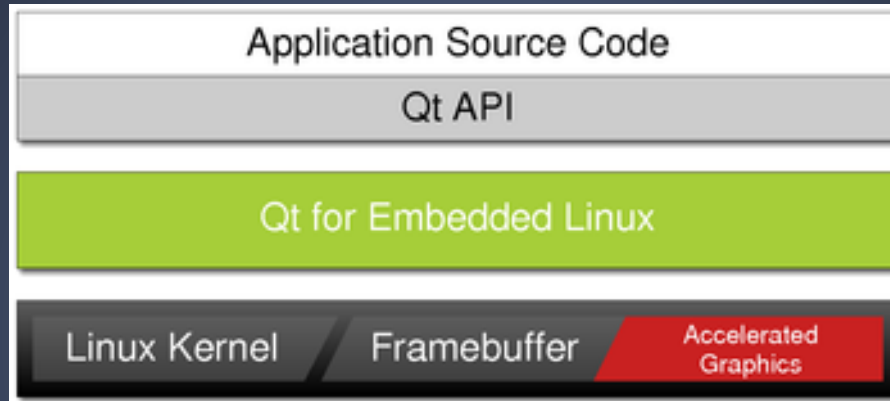 Application Source Code
Qt API
Qt for Embedded Linux
Linux Kernel Framebuffer Accelerated
Graphics